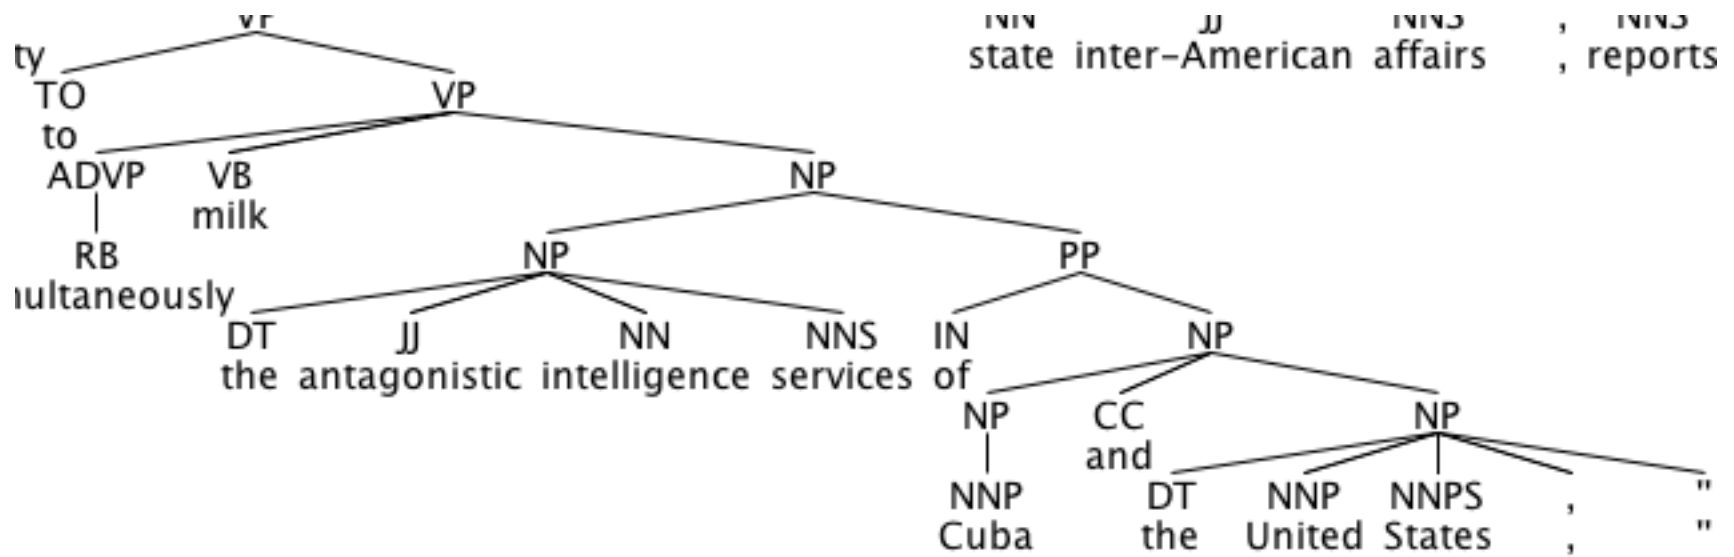 VP NN JJ NNS , NNS
ty state inter-American affairs , reports
TO VP
to
ADVP VB NP
milk
RB NP PP
ultaneously
DT JJ NN NNS IN NP
the antagonistic intelligence services of
NP CC NP
and
NNP DT NNP NNPS , "
Cuba the United States , "